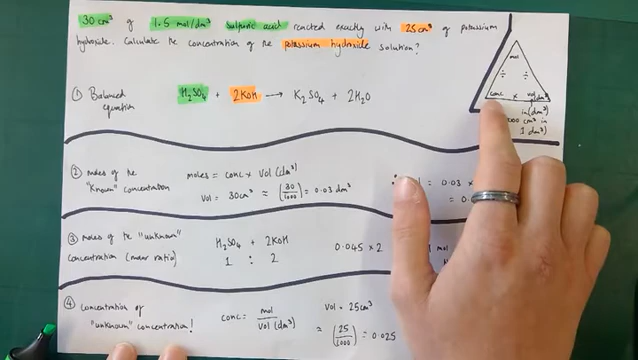 30 cm³ of 1.5 mol/dm³ sulfuric acid reacted exactly with 25 cm³ of potassium
hydroxide. Calculate the concentration of the potassium hydroxide solution?
mol
÷ ÷
conc x vol
in (dm³)
000 cm³ in
1 dm³)
① Balanced
equation
H₂SO₄ + 2KOH → K₂SO₄ + 2H₂O
② moles of the
"known" concentration
moles = conc x vol (dm³)
vol = 30cm³ = (30/1000) = 0.03 dm³
= 0.03 x
= 0.
③ moles of the "unknown"
concentration (molar ratio)
H₂SO₄ + 2KOH
1 : 2
0.045 x 2
mol
④ concentration of
"unknown" concentration!
conc = mol / vol (dm³)
vol = 25cm³
= (25/1000) = 0.025